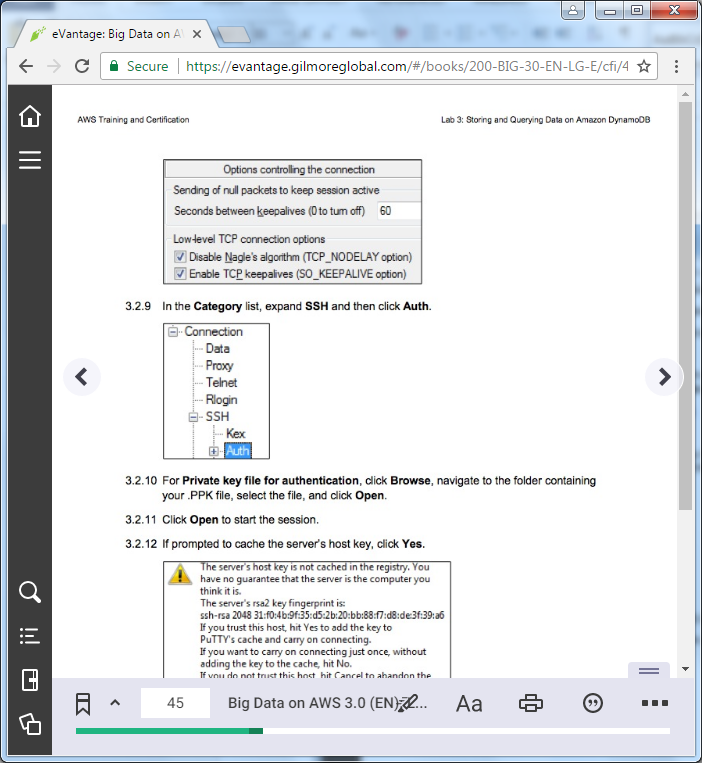 eVantage: Big Data on A
Secure
https://evantage.gilmoreglobal.com/#/books/200-BIG-30-EN-LG-E/cfi/4
AWS Training and Certification
Lab 3: Storing and Querying Data on Amazon DynamoDB
Options controlling the connection
Sending of null packets to keep session active
Seconds between keepalives (0 to turn off) 60
Low-level TCP connection options
Disable Nagle's algorithm (TCP_NODELAY option)
Enable TCP keepalives (SO_KEEPALIVE option)
3.2.9 In the Category list, expand SSH and then click Auth.
Connection
Data
Proxy
Telnet
Rlogin
SSH
Kex
Auth
3.2.10 For Private key file for authentication, click Browse, navigate to the folder containing
your .PPK file, select the file, and click Open.
3.2.11 Click Open to start the session.
3.2.12 If prompted to cache the server's host key, click Yes.
The server's host key is not cached in the registry. You
have no guarantee that the server is the computer you
think it is.
The server's rsa2 key fingerprint is:
ssh-rsa 2048 31:f0:4b:9f:35:d5:2b:20:bb:88:f7:d8:de:3f:39:a6
If you trust this host, hit Yes to add the key to
PuTTY's cache and carry on connecting.
If you want to carry on connecting just once, without
adding the key to the cache, hit No.
If you do not trust this host, hit Cancel to abandon the
45
Big Data on AWS 3.0 (EN)
Aa